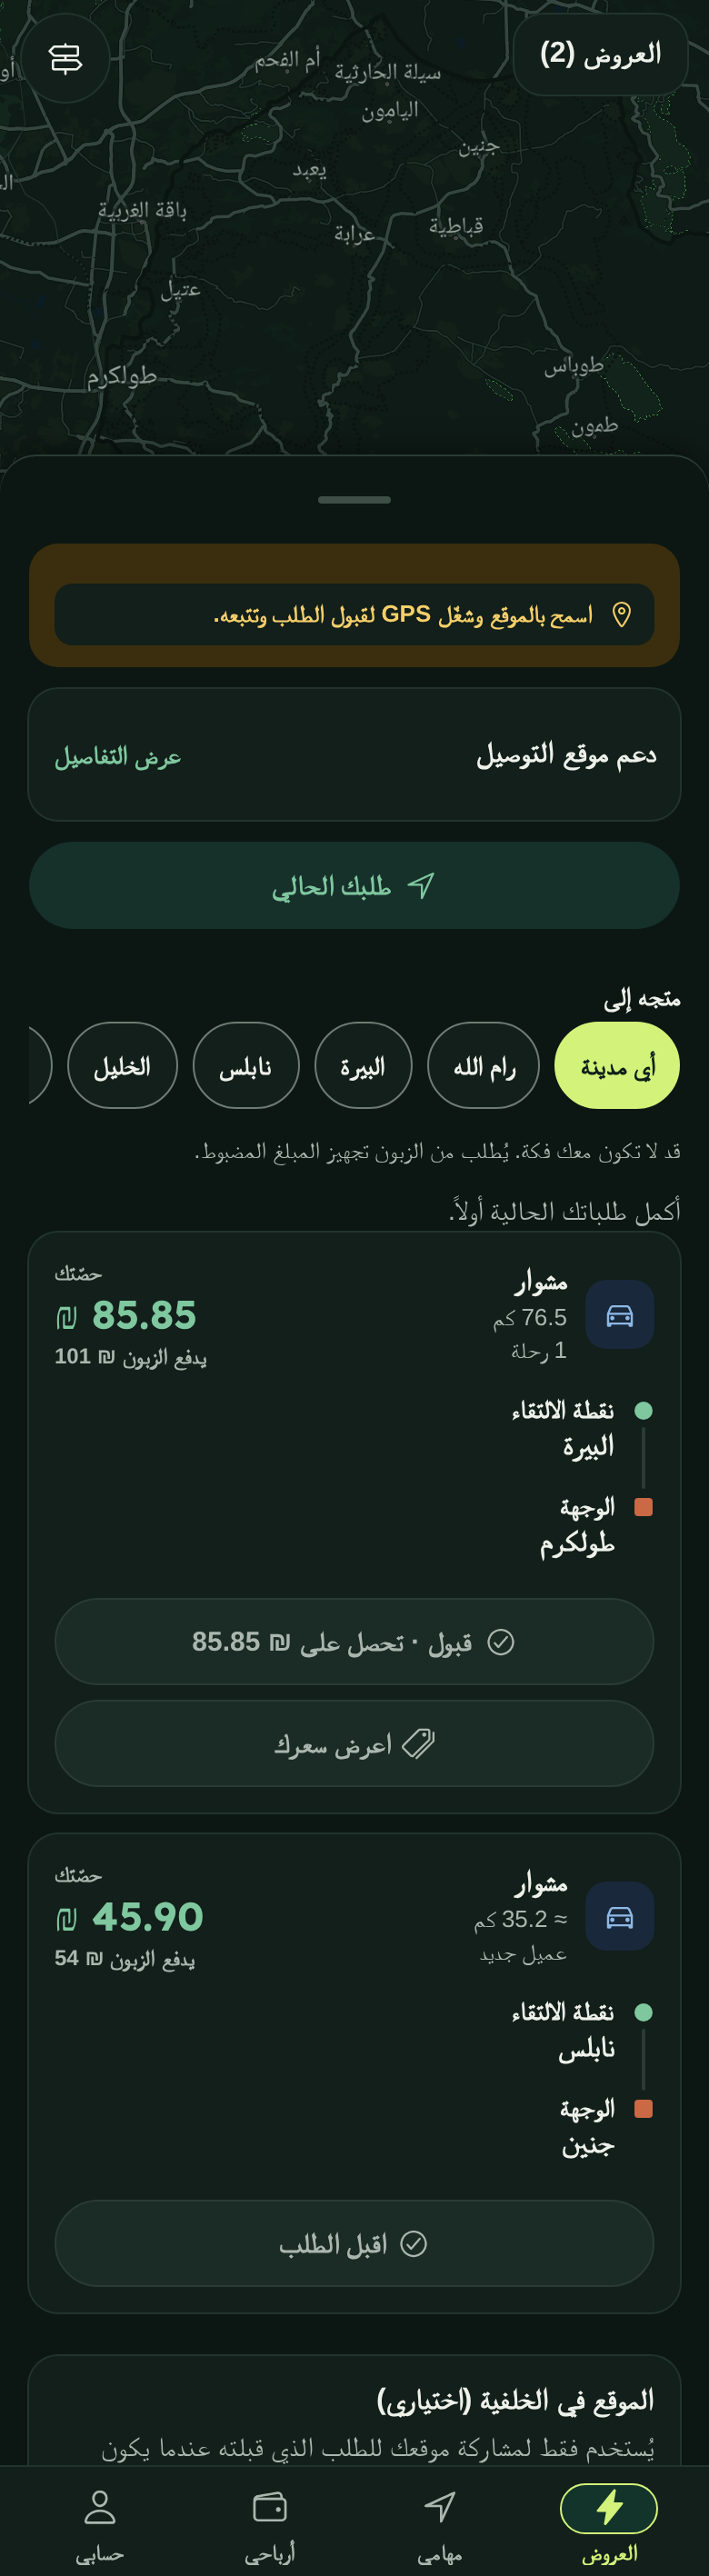 العروض (2)
أم الفحم
سيلة الحارثية
اليامون
جنين
يعبد
باقة الغربية
عرابة
قباطية
عتيل
طولكرم
طوباس
طمون
اسمح بالموقع وشغّل GPS لقبول الطلب وتتبعه.
دعم موقع التوصيل
عرض التفاصيل
طلبك الحالي
متجه إلى
أي مدينة
رام الله
البيرة
نابلس
الخليل
قد لا تكون معك فكة. يُطلب من الزبون تجهيز المبلغ المضبوط.
أكمل طلباتك الحالية أولاً.
مشوار
76.5 كم
1 رحلة
حصّتك
85.85 ₪
يدفع الزبون ₪ 101
نقطة الالتقاء
البيرة
الوجهة
طولكرم
قبول · تحصل على ₪ 85.85
اعرض سعرك
مشوار
≈ 35.2 كم
عميل جديد
حصّتك
45.90 ₪
يدفع الزبون ₪ 54
نقطة الالتقاء
نابلس
الوجهة
جنين
اقبل الطلب
الموقع في الخلفية (اختياري)
يُستخدم فقط لمشاركة موقعك للطلب الذي قبلته عندما يكون
العروض
مهامي
أرباحي
حسابي